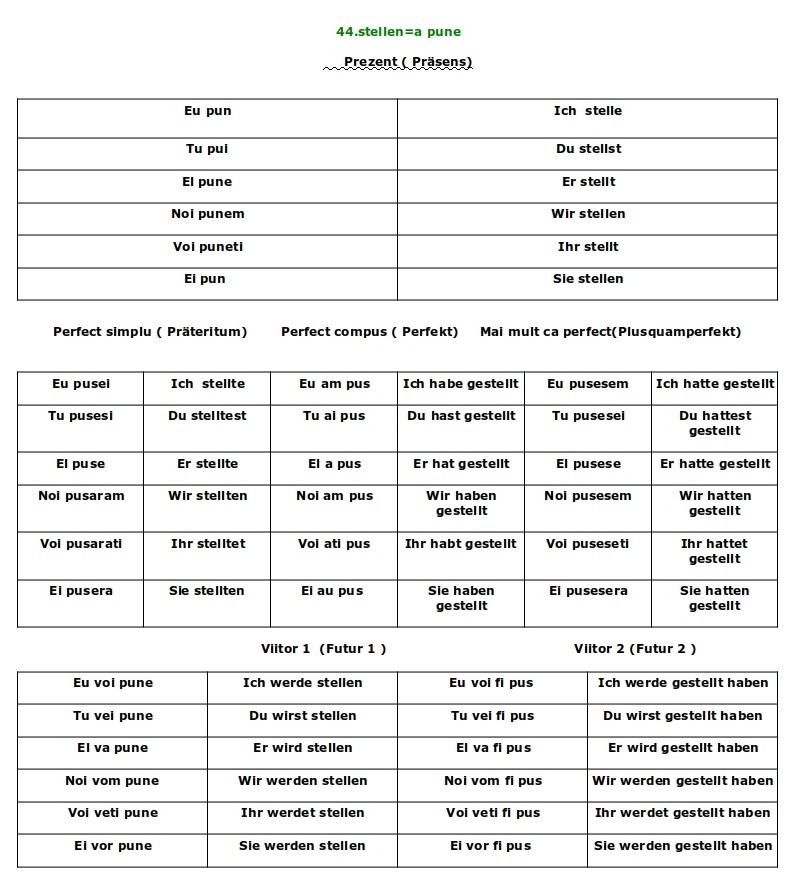 44.stellen=a pune
Prezent ( Präsens)
Eu pun Ich stelle
Tu pui Du stellst
El pune Er stellt
Noi punem Wir stellen
Voi puneti Ihr stellt
Ei pun Sie stellen
Perfect simplu ( Präteritum) Perfect compus ( Perfekt) Mai mult ca perfect(Plusquamperfekt)
Eu pusei Ich stellte Eu am pus Ich habe gestellt Eu pusesem Ich hatte gestellt
Tu pusesi Du stelltest Tu ai pus Du hast gestellt Tu pusesei Du hattest
gestellt
El puse Er stellte El a pus Er hat gestellt El pusese Er hatte gestellt
Noi pusaram Wir stellten Noi am pus Wir haben Noi pusesem Wir hatten
gestellt gestellt
Voi pusarati Ihr stelltet Voi ati pus Ihr habt gestellt Voi puseseti Ihr hattet
gestellt
Ei pusera Sie stellten Ei au pus Sie haben Ei pusesera Sie hatten
gestellt gestellt
Viitor 1 (Futur 1 ) Viitor 2 (Futur 2 )
Eu voi pune Ich werde stellen Eu voi fi pus Ich werde gestellt haben
Tu vei pune Du wirst stellen Tu vei fi pus Du wirst gestellt haben
El va pune Er wird stellen El va fi pus Er wird gestellt haben
Noi vom pune Wir werden stellen Noi vom fi pus Wir werden gestellt haben
Voi veti pune Ihr werdet stellen Voi veti fi pus Ihr werdet gestellt haben
Ei vor pune Sie werden stellen Ei vor fi pus Sie werden gestellt haben